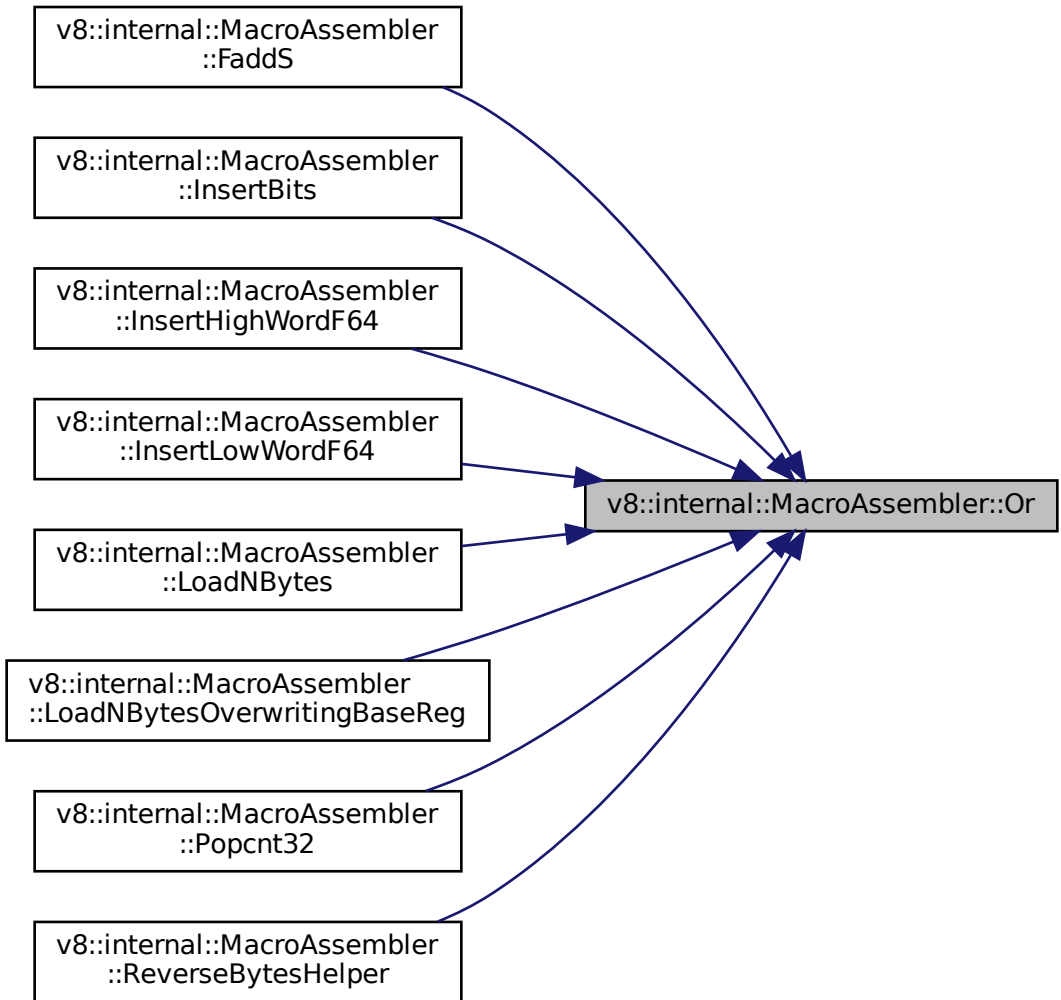 v8::internal::MacroAssembler
::FaddS
v8::internal::MacroAssembler
::InsertBits
v8::internal::MacroAssembler
::InsertHighWordF64
v8::internal::MacroAssembler
::InsertLowWordF64
v8::internal::MacroAssembler::Or
v8::internal::MacroAssembler
::LoadNBytes
v8::internal::MacroAssembler
::LoadNBytesOverwritingBaseReg
v8::internal::MacroAssembler
::Popcnt32
v8::internal::MacroAssembler
::ReverseBytesHelper